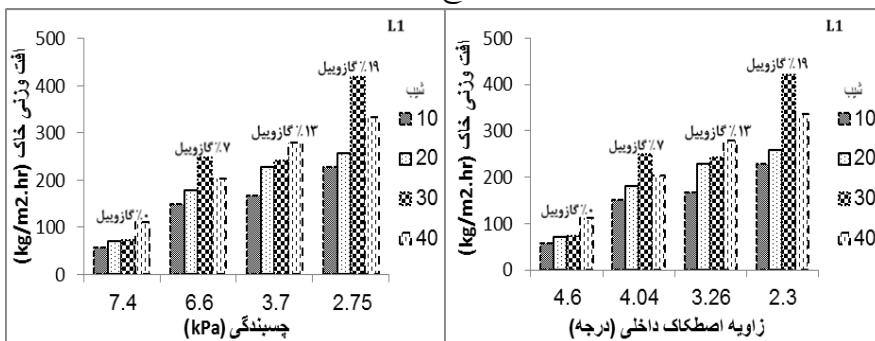 L1
افت وزنی خاک (kg/m2.hr)
500
400
300
200
100
0
۰٪ گازوییل
۷٪ گازوییل
۱۳٪ گازوییل
۱۹٪ گازوییل
7.4 6.6 3.7 2.75
چسبندگی (kPa)
شیب
10
20
30
40
L1
افت وزنی خاک (kg/m2.hr)
500
400
300
200
100
0
۰٪ گازوییل
۷٪ گازوییل
۱۳٪ گازوییل
۱۹٪ گازوییل
4.6 4.04 3.26 2.3
زاویه اصطکاک داخلی (درجه)
شیب
10
20
30
40